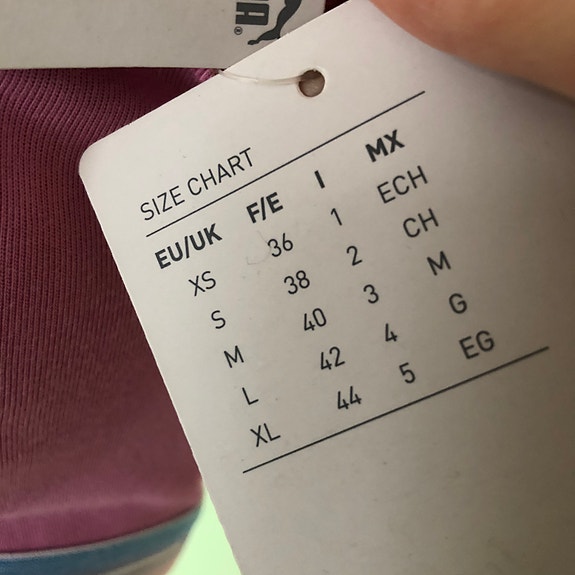 UMA®
SIZE CHART
EU/UK F/E I MX
XS 36 1 ECH
S 38 2 CH
M 40 3 M
L 42 4 G
XL 44 5 EG